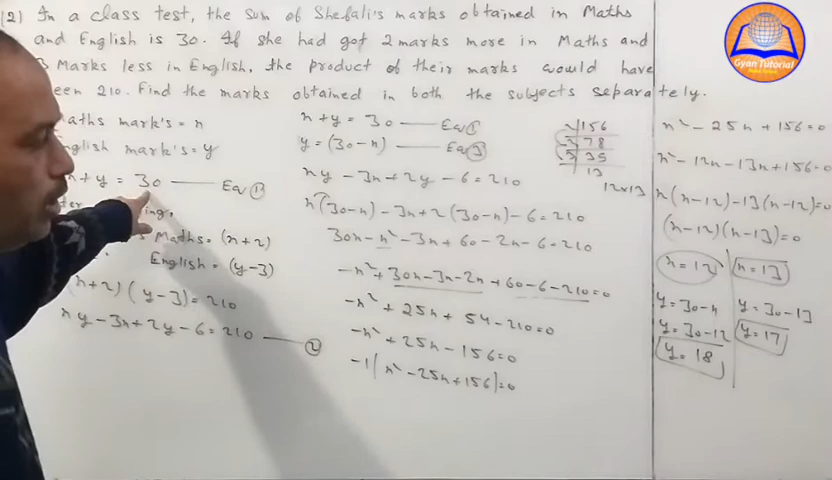 (2) In a class test, the sum of Shefali's marks obtained in Maths
and English is 30. If she had got 2 marks more in Maths and
3 Marks less in English, the product of their marks would have
een 210. Find the marks obtained in both the subjects separately.
aths mark's = x
nglish mark's = y
x + y = 30 —— Eq ①
ter ing,
s Maths = (x + 2)
English = (y - 3)
(x + 2) (y - 3) = 210
xy - 3x + 2y - 6 = 210 —— ②
x + y = 30 —— Eq ①
y = (30 - x) —— Eq ③
xy - 3x + 2y - 6 = 210
x(30 - x) - 3x + 2(30 - x) - 6 = 210
30x - x² - 3x + 60 - 2x - 6 = 210
-x² + 30x - 3x - 2x + 60 - 6 - 210 = 0
-x² + 25x + 54 - 210 = 0
-x² + 25x - 156 = 0
-1(x² - 25x + 156) = 0
2 156
2 78
3 39
13
12x13
x² - 25x + 156 = 0
x² - 12x - 13x + 156 = 0
x(x - 12) - 13(x - 12) = 0
(x - 12)(x - 13) = 0
x = 12
y = 30 - x
y = 30 - 12
y = 18
x = 13
y = 30 - 13
y = 17
Gyan Tutorial